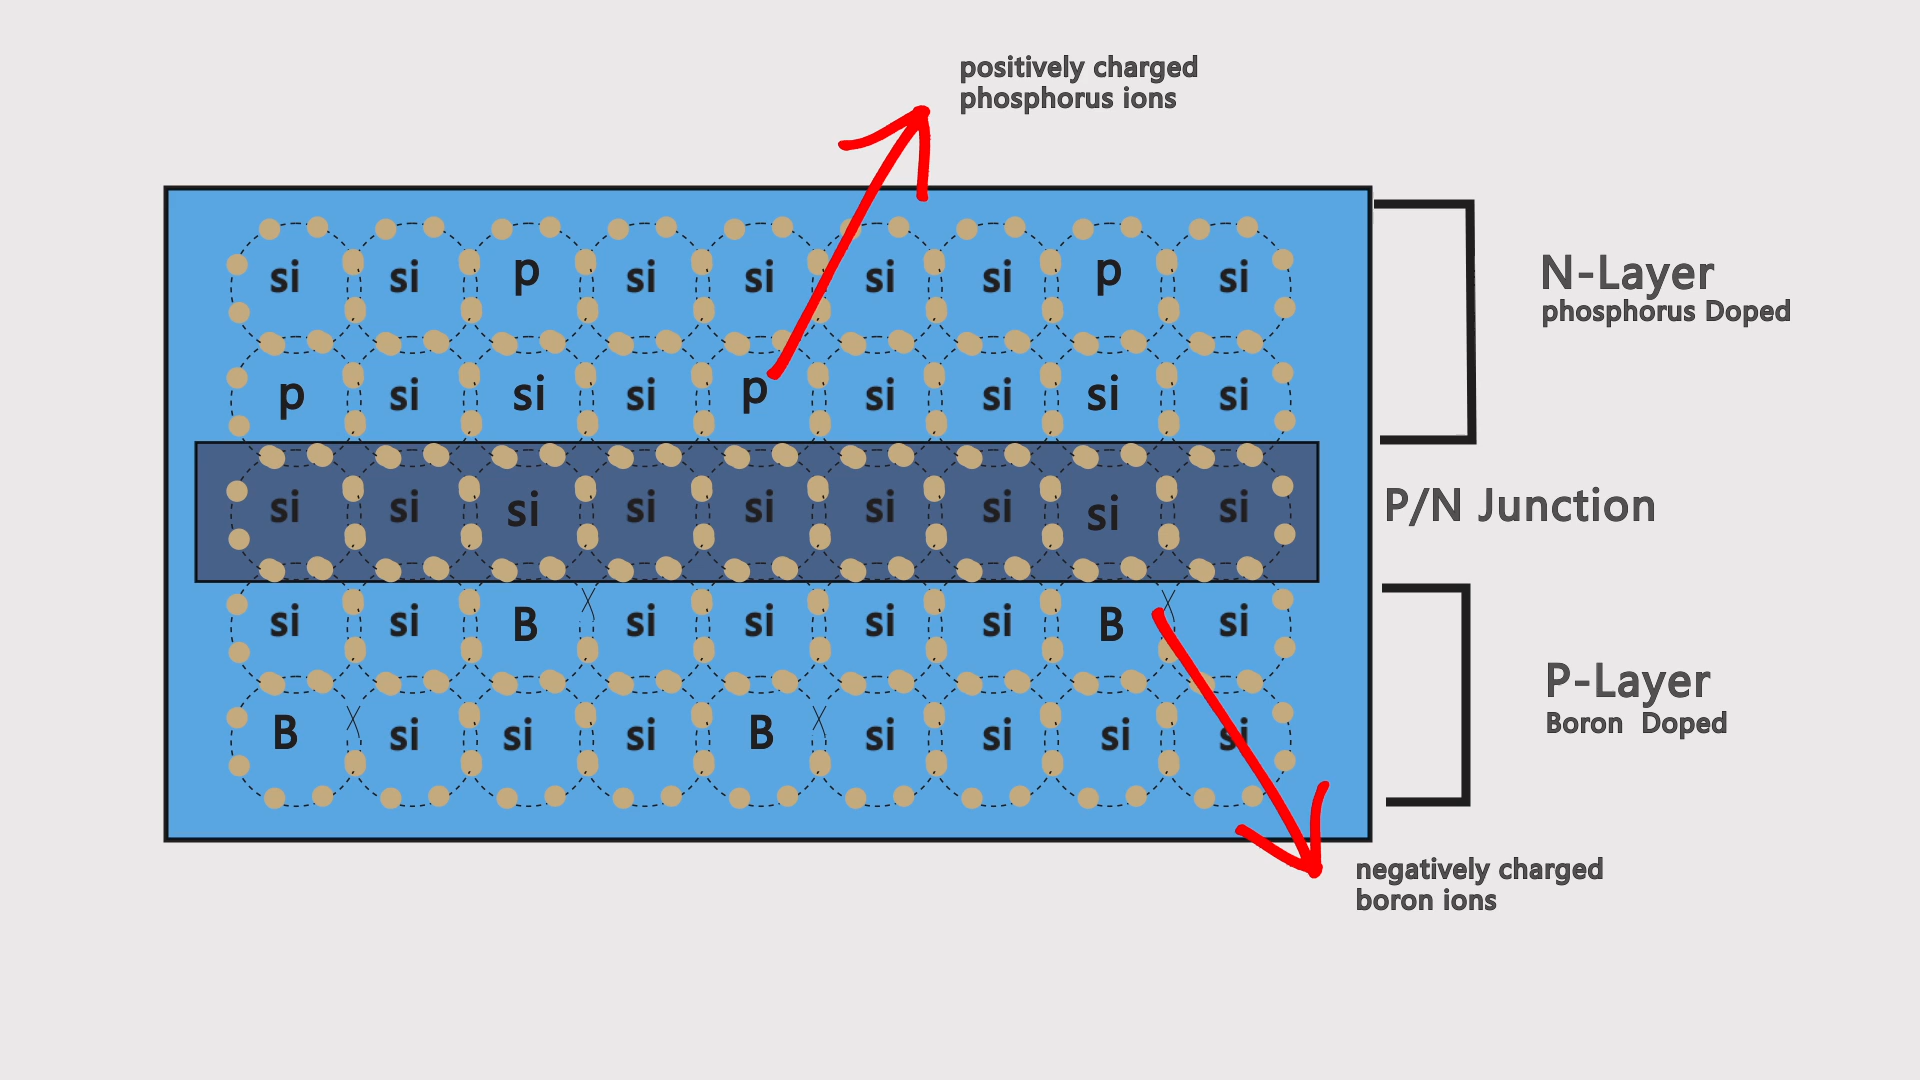 positively charged
phosphorus ions
si si p si si si si p si
N-Layer
phosphorus Doped
p si si si p si si si si
si si si si si si si si si
P/N Junction
si si B si si si si B si
P-Layer
Boron Doped
B si si si B si si si si
negatively charged
boron ions